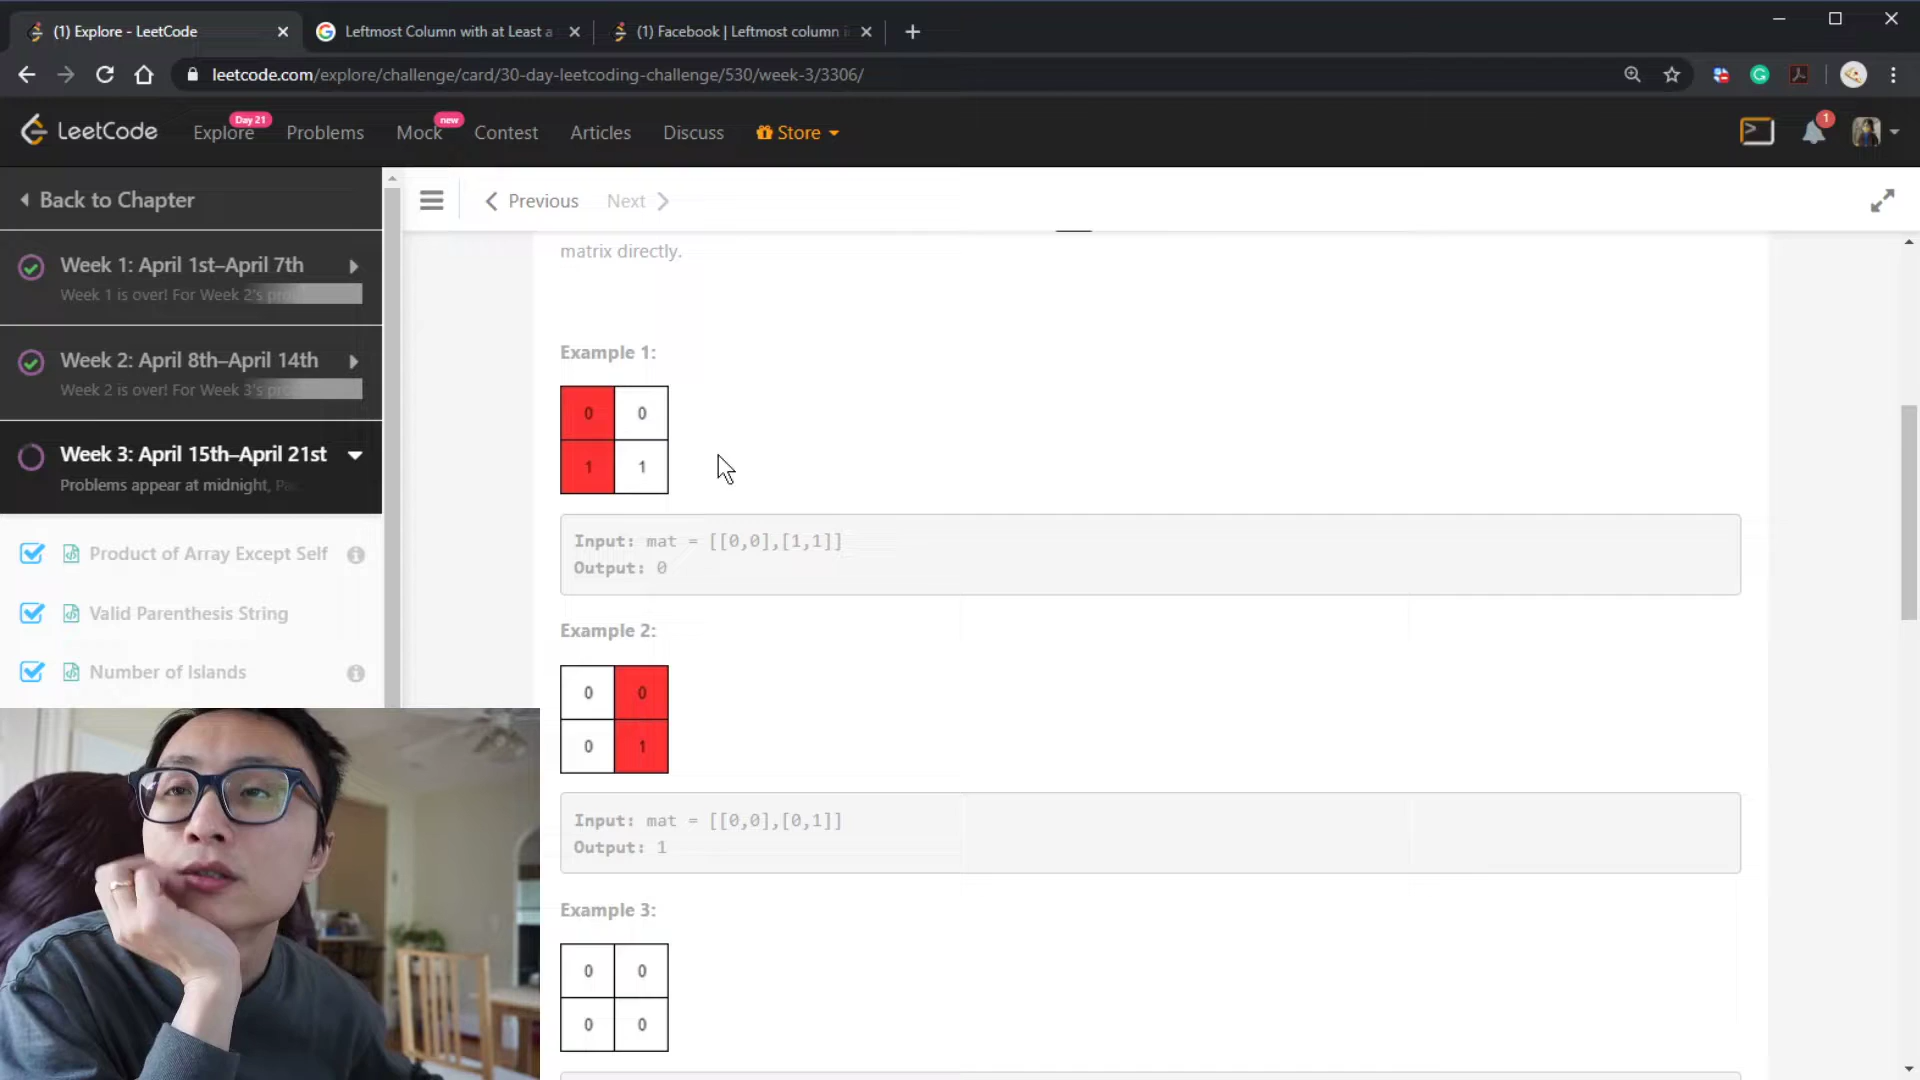 (1) Explore - LeetCode
Leftmost Column with at Least a
(1) Facebook | Leftmost column i
leetcode.com/explore/challenge/card/30-day-leetcoding-challenge/530/week-3/3306/
LeetCode
Explore
Day 21
Problems
Mock
new
Contest
Articles
Discuss
Store
1
Back to Chapter
Previous
Next
Week 1: April 1st–April 7th
Week 1 is over! For Week 2's
Week 2: April 8th–April 14th
Week 2 is over! For Week 3's
Week 3: April 15th–April 21st
Problems appear at midnight,
Product of Array Except Self
Valid Parenthesis String
Number of Islands
matrix directly.
Example 1:
0 0
1 1
Input: mat = [[0,0],[1,1]]
Output: 0
Example 2:
0 0
0 1
Input: mat = [[0,0],[0,1]]
Output: 1
Example 3:
0 0
0 0